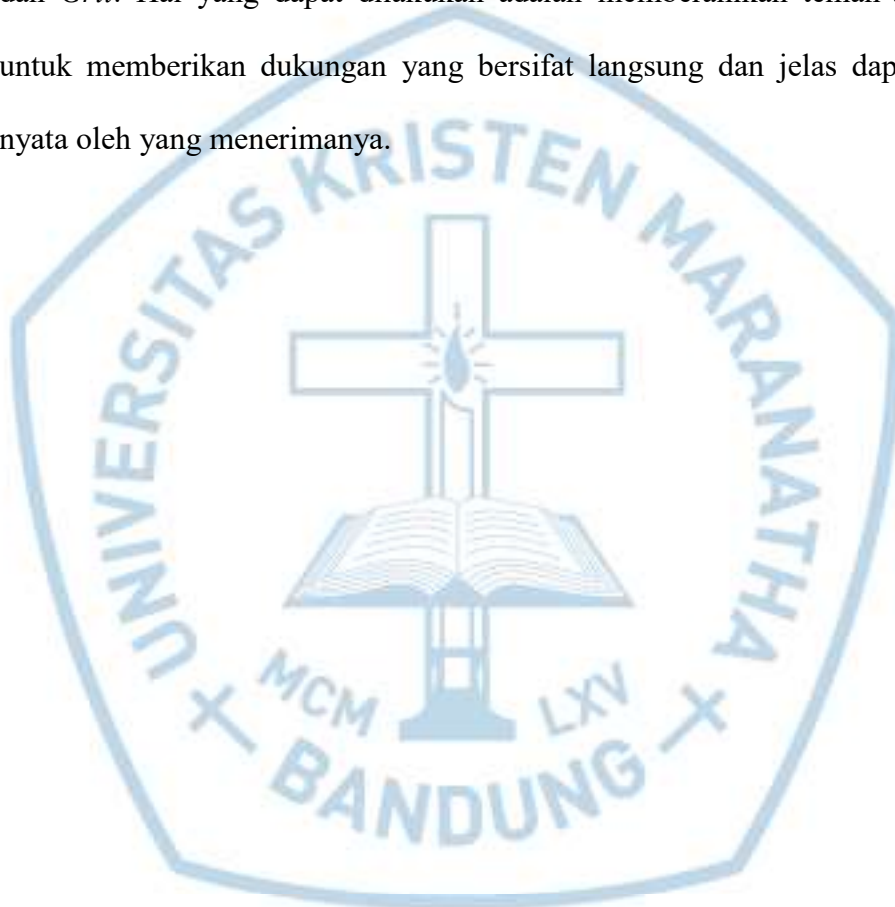 untuk memberikan dukungan yang bersifat langsung dan jelas
nyata oleh yang menerimanya.
UNIVERSITAS KRISTEN MARANATHA
MCM LXV
BANDUNG